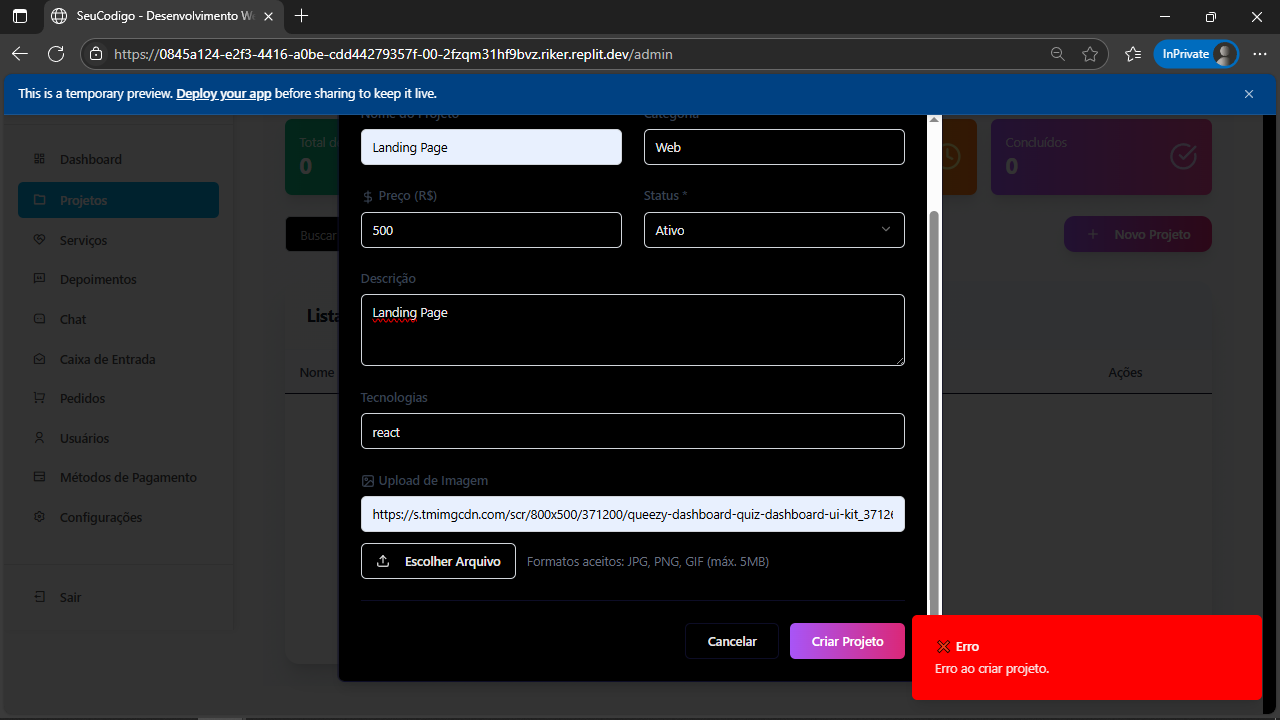 SeuCodigo - Desenvolvimento W
https://0845a124-e2f3-4416-a0be-cdd44279357f-00-2fzqm31hf9bvz.riker.replit.dev/admin
InPrivate
This is a temporary preview. Deploy your app before sharing to keep it live.
Dashboard
Projetos
Serviços
Depoimentos
Chat
Caixa de Entrada
Pedidos
Usuários
Métodos de Pagamento
Configurações
Sair
Total d
0
Concluídos
0
Buscar
Novo Projeto
Lista
Nome
Ações
Nome do Projeto
Categoria
Landing Page
Web
$ Preço (R$)
Status *
500
Ativo
Descrição
Landing Page
Tecnologias
react
Upload de Imagem
https://s.tmimgcdn.com/scr/800x500/371200/queezy-dashboard-quiz-dashboard-ui-kit_3712
Escolher Arquivo
Formatos aceitos: JPG, PNG, GIF (máx. 5MB)
Cancelar
Criar Projeto
Erro
Erro ao criar projeto.